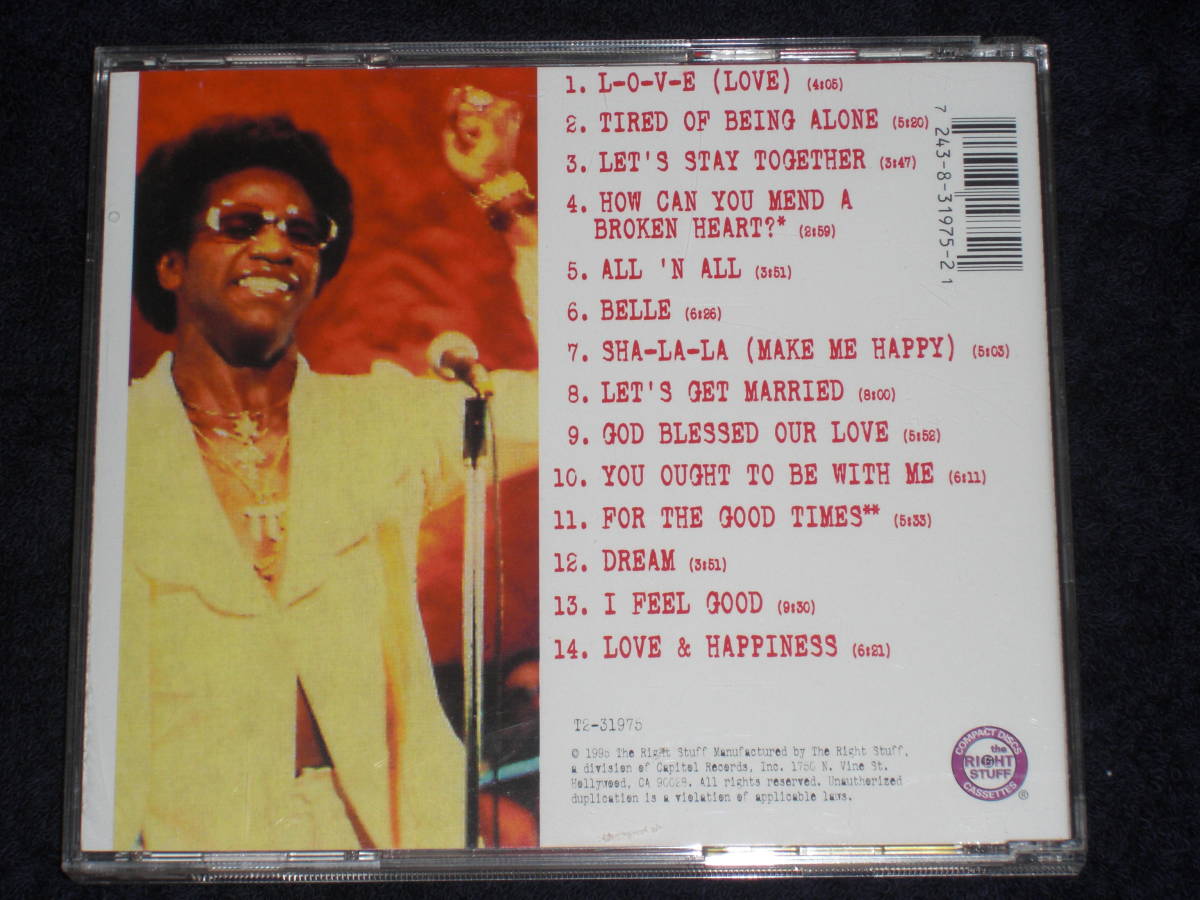 1. L-O-V-E (LOVE) (4:05)
2. TIRED OF BEING ALONE (5:20)
3. LET'S STAY TOGETHER (3:47)
4. HOW CAN YOU MEND A
BROKEN HEART?* (2:59)
5. ALL 'N ALL (3:51)
6. BELLE (6:26)
7. SHA-LA-LA (MAKE ME HAPPY) (5:03)
8. LET'S GET MARRIED (8:00)
9. GOD BLESSED OUR LOVE (5:52)
10. YOU OUGHT TO BE WITH ME (6:11)
11. FOR THE GOOD TIMES** (5:33)
12. DREAM (3:51)
13. I FEEL GOOD (9:30)
14. LOVE & HAPPINESS (6:21)
7 243-8-31975-2 1
T2-31975
© 1995 The Right Stuff Manufactured by The Right Stuff,
a division of Capitol Records, Inc. 1750 N. Vine St.
Hollywood, CA 90028. All rights reserved. Unauthorized
duplication is a violation of applicable laws.
COMPACT DISCS
the
RIGHT
STUFF
CASSETTES
®